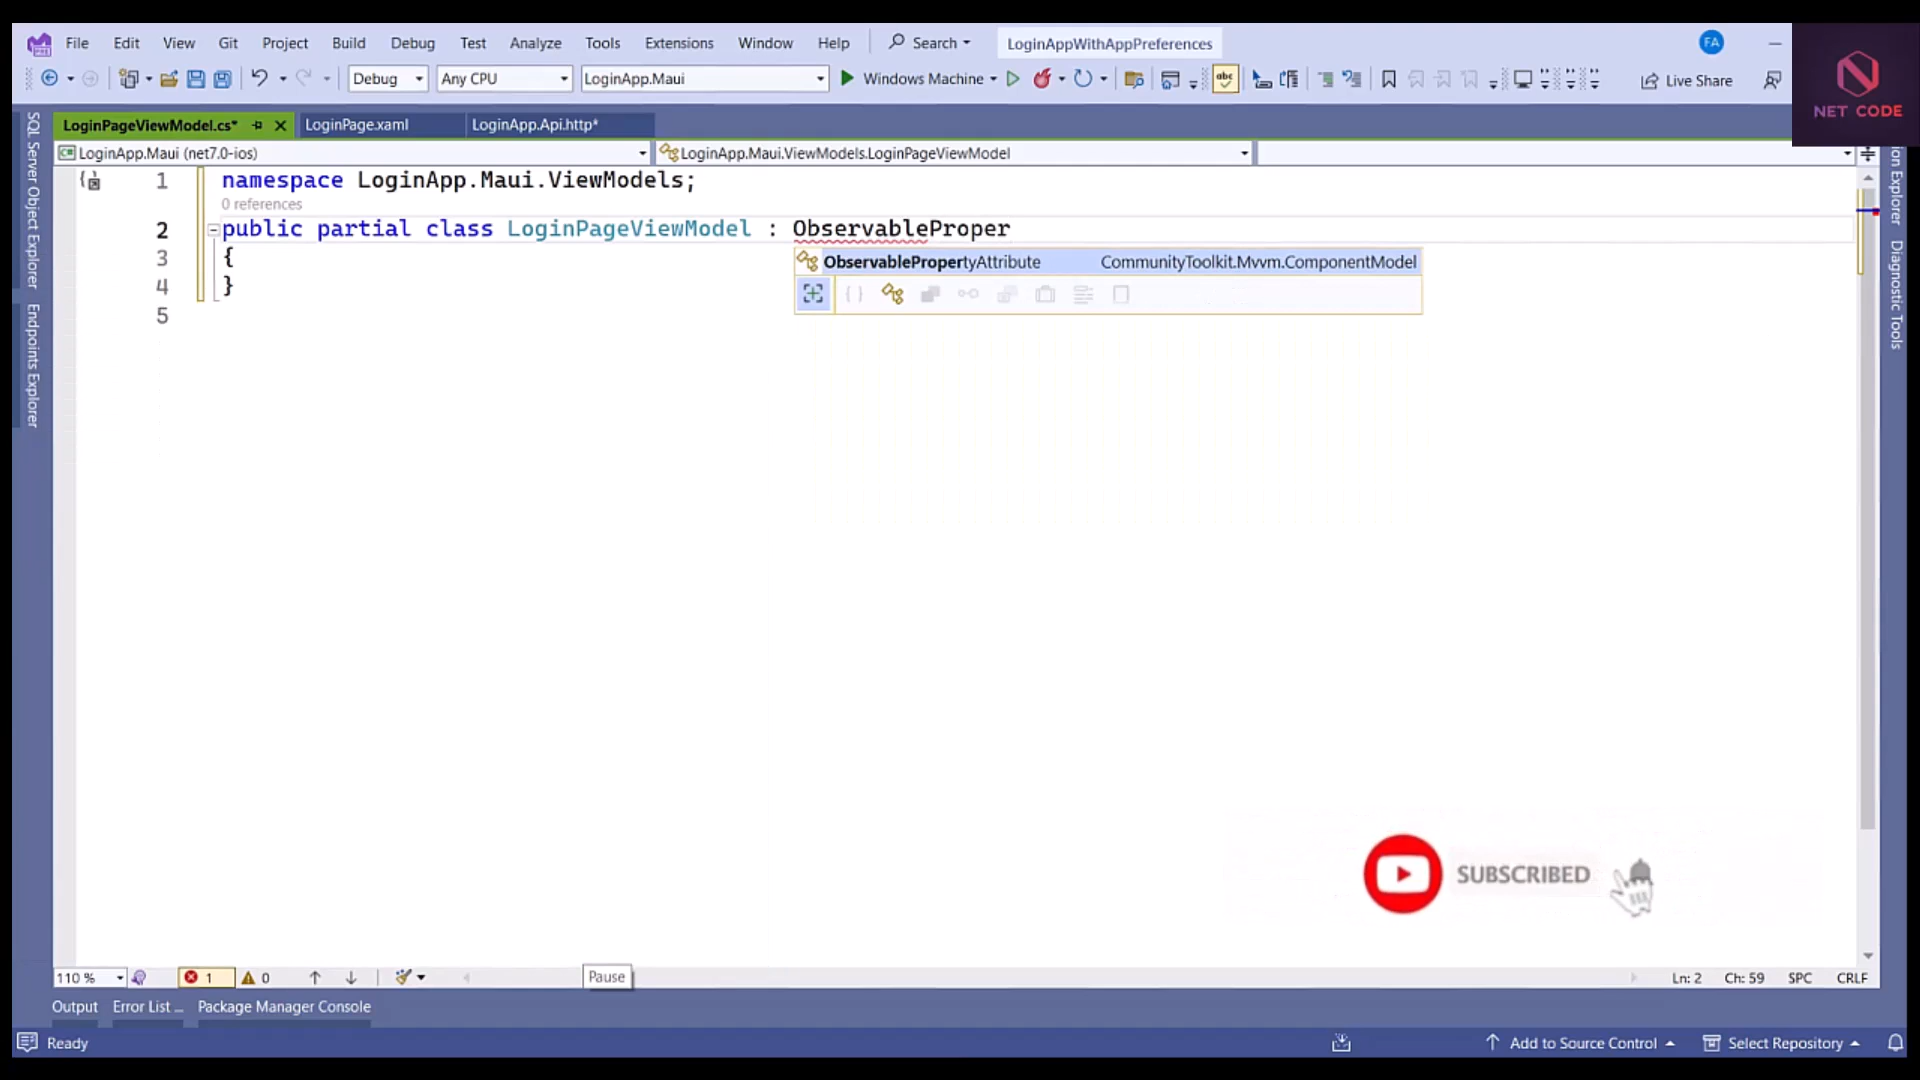 File Edit View Git Project Build Debug Test Analyze Tools Extensions Window Help Search LoginAppWithAppPreferences FA
Debug Any CPU LoginApp.Maui Windows Machine abc Live Share
NET CODE
LoginPageViewModel.cs* LoginPage.xaml LoginApp.Api.http*
LoginApp.Maui (net7.0-ios) LoginApp.Maui.ViewModels.LoginPageViewModel
1 namespace LoginApp.Maui.ViewModels;
0 references
2 public partial class LoginPageViewModel : ObservableProper
3 {
ObservablePropertyAttribute CommunityToolkit.Mvvm.ComponentModel
4 }
5
SQL Server Object Explorer
Endpoints Explorer
ion Explorer
Diagnostic Tools
SUBSCRIBED
110 % 1 0 Pause Ln: 2 Ch: 59 SPC CRLF
Output Error List ... Package Manager Console
Ready Add to Source Control Select Repository